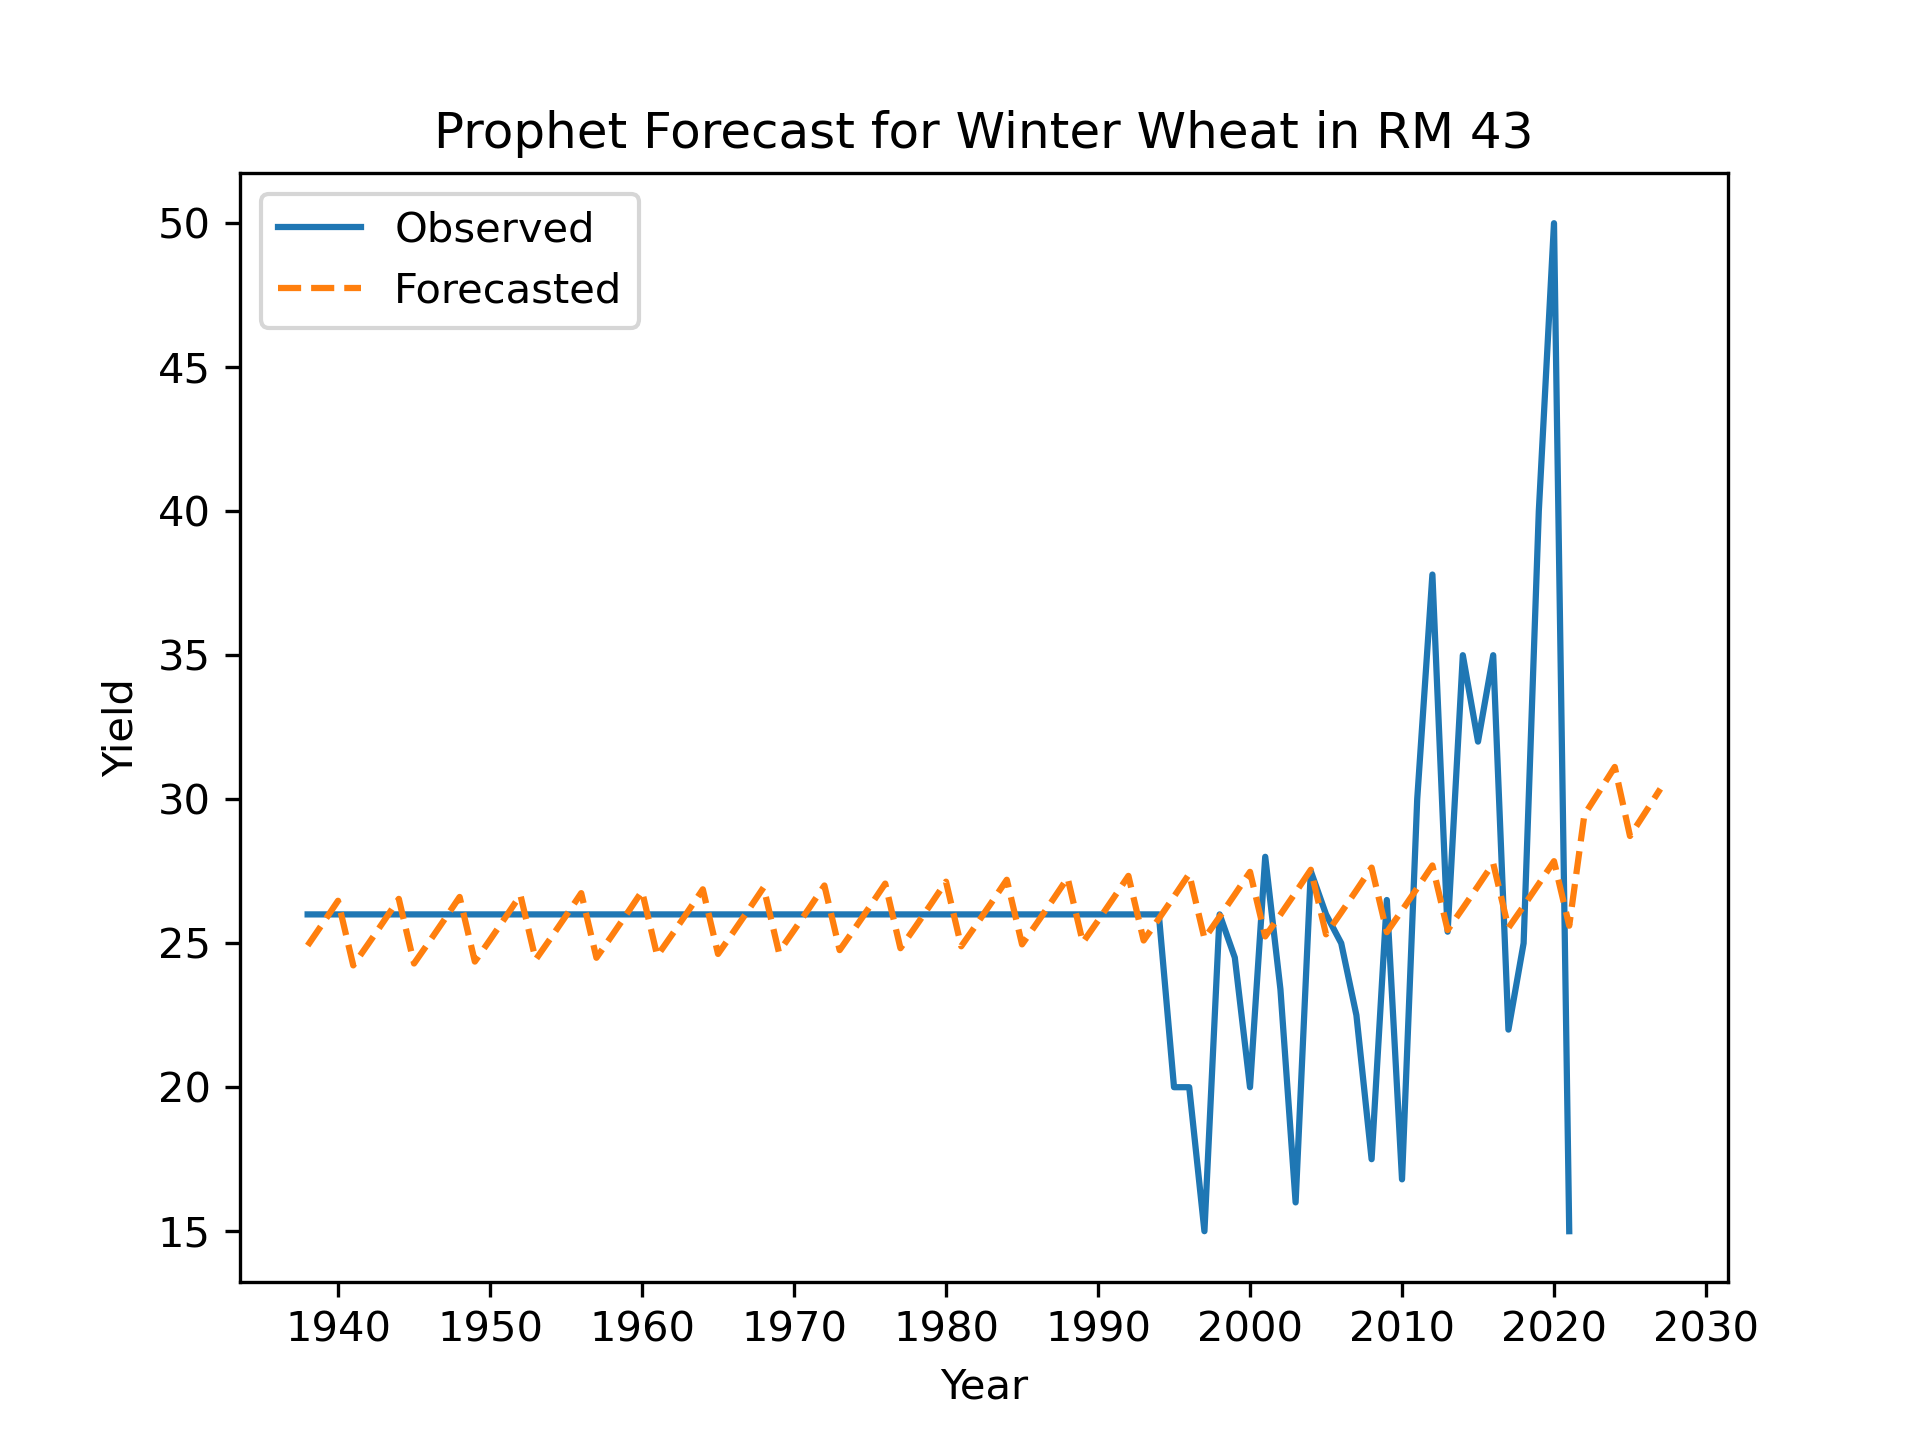 Prophet Forecast for Winter Wheat in RM 43
Observed
Forecasted
50
45
40
35
30
25
20
15
Yield
1940 1950 1960 1970 1980 1990 2000 2010 2020 2030
Year